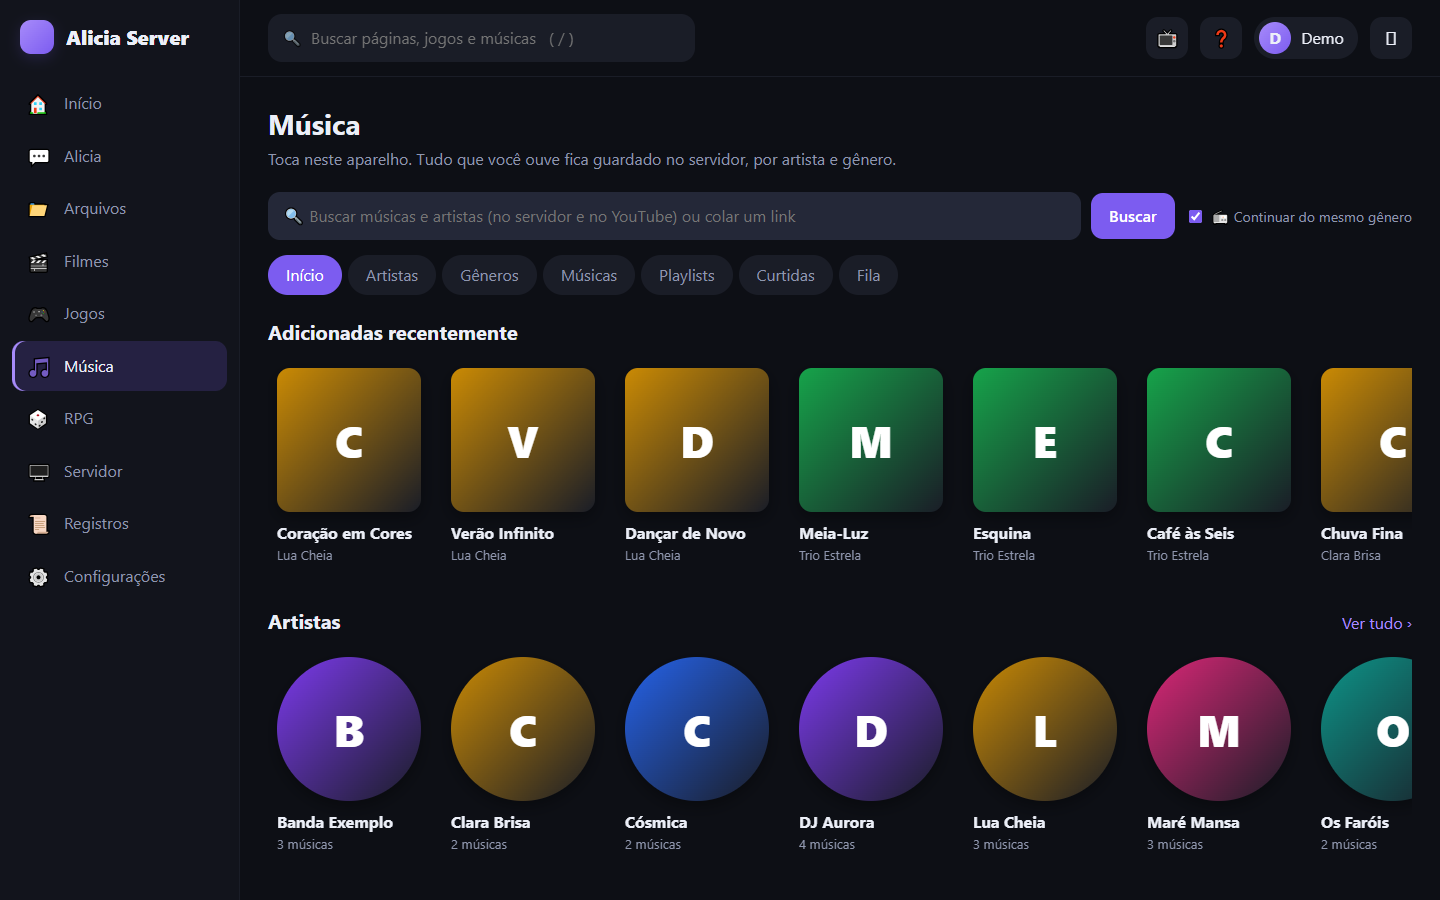 Alicia Server
Buscar páginas, jogos e músicas ( / )
D Demo
Início
Alicia
Arquivos
Filmes
Jogos
Música
RPG
Servidor
Registros
Configurações
Música
Toca neste aparelho. Tudo que você ouve fica guardado no servidor, por artista e gênero.
Buscar músicas e artistas (no servidor e no YouTube) ou colar um link
Buscar
Continuar do mesmo gênero
Início Artistas Gêneros Músicas Playlists Curtidas Fila
Adicionadas recentemente
C V D M E C C
Coração em Cores Verão Infinito Dançar de Novo Meia-Luz Esquina Café às Seis Chuva Fina
Lua Cheia Lua Cheia Lua Cheia Trio Estrela Trio Estrela Trio Estrela Clara Brisa
Artistas Ver tudo ›
B C C D L M O
Banda Exemplo Clara Brisa Cósmica DJ Aurora Lua Cheia Maré Mansa Os Faróis
3 músicas 2 músicas 2 músicas 4 músicas 3 músicas 3 músicas 2 músicas